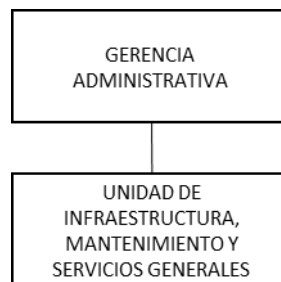 GERENCIA
ADMINISTRATIVA
UNIDAD DE
INFRAESTRUCTURA,
MANTENIMIENTO Y
SERVICIOS GENERALES